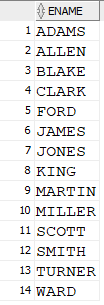 ENAME
1 ADAMS
2 ALLEN
3 BLAKE
4 CLARK
5 FORD
6 JAMES
7 JONES
8 KING
9 MARTIN
10 MILLER
11 SCOTT
12 SMITH
13 TURNER
14 WARD